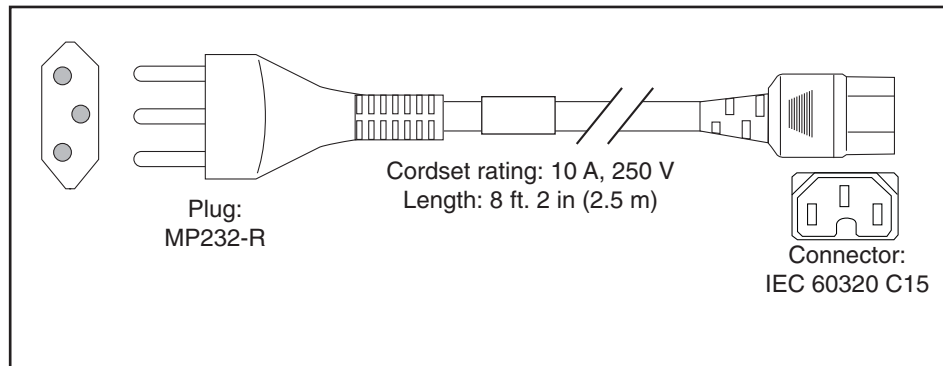 Cordset rating: 10 A, 250 V
Length: 8 ft. 2 in (2.5 m)
Plug:
MP232-R
Connector:
IEC 60320 C15